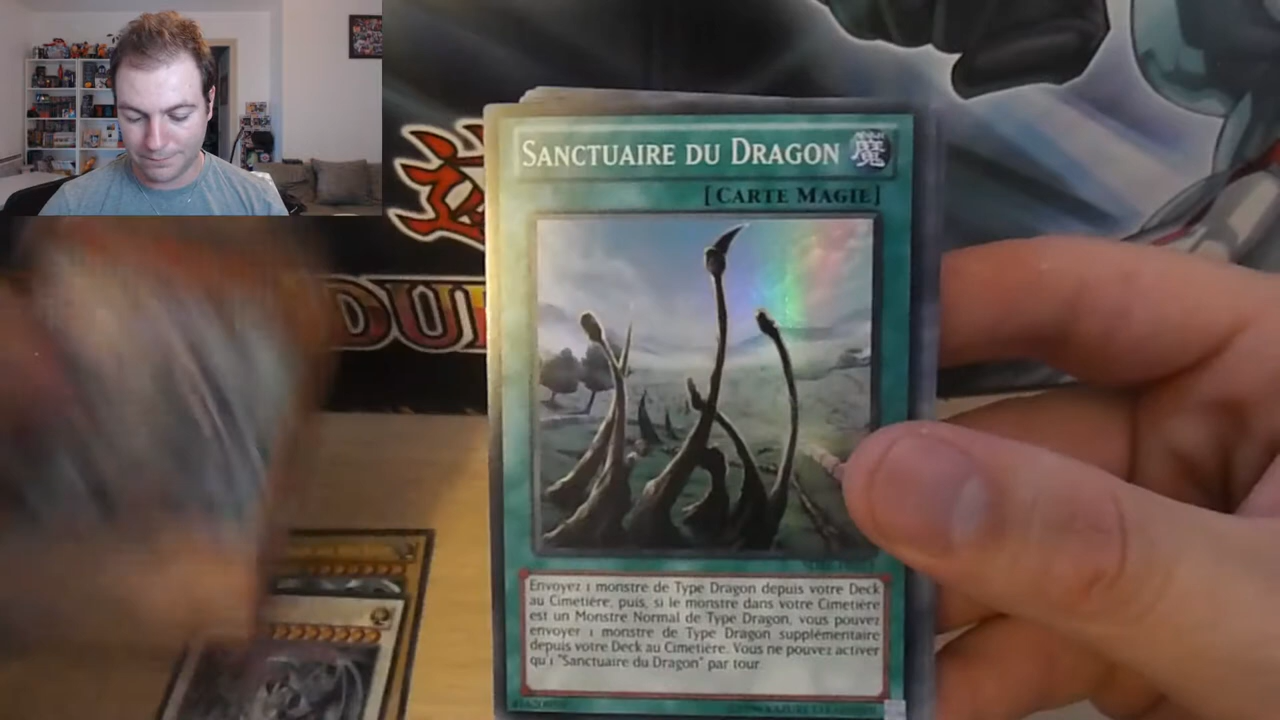 SANCTUAIRE DU DRAGON 魔
[CARTE MAGIE]
DU
Envoyez 1 monstre de Type Dragon depuis votre Deck
au Cimetière, puis, si le monstre dans votre Cimetière
est un Monstre Normal de Type Dragon, vous pouvez
envoyer 1 monstre de Type Dragon supplémentaire
depuis votre Deck au Cimetière. Vous ne pouvez activer
qu'1 "Sanctuaire du Dragon" par tour.